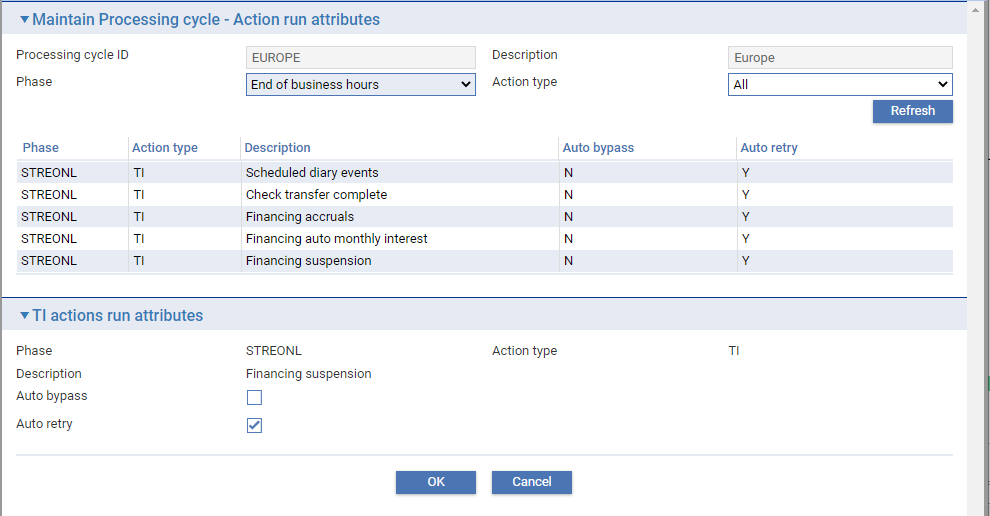 Maintain Processing cycle - Action run attributes
Processing cycle ID EUROPE Description Europe
Phase End of business hours Action type All
Refresh
Phase Action type Description Auto bypass Auto retry
STREONL TI Scheduled diary events N Y
STREONL TI Check transfer complete N Y
STREONL TI Financing accruals N Y
STREONL TI Financing auto monthly interest N Y
STREONL TI Financing suspension N Y
TI actions run attributes
Phase STREONL Action type TI
Description Financing suspension
Auto bypass
Auto retry
OK Cancel